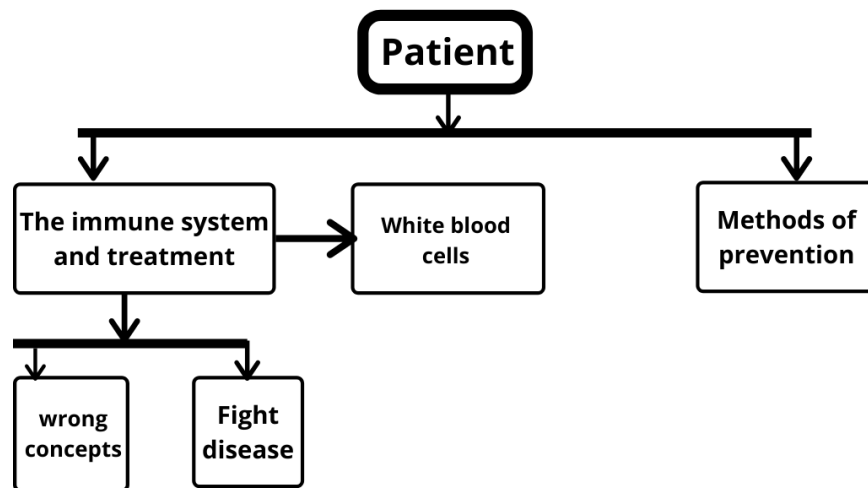 Patient
The immune system
and treatment
White blood
cells
Methods of
prevention
wrong
concepts
Fight
disease